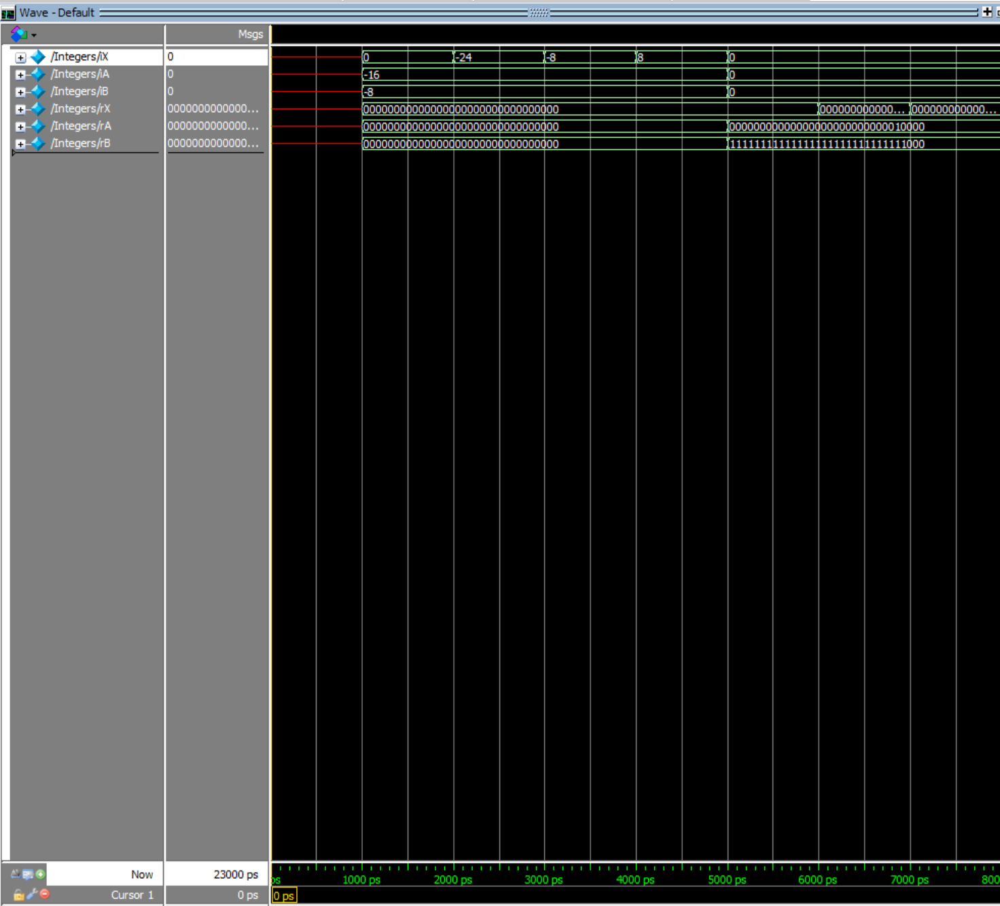 Wave - Default
Msgs
/Integers/iX 0 0 -24 -8 8 0
/Integers/iA 0 -16 0
/Integers/iB 0 -8 0
/Integers/rX 0000000000000... 00000000000000000000000000000000 000000000000... 000000000000...
/Integers/rA 0000000000000... 00000000000000000000000000000000 00000000000000000000000000010000
/Integers/rB 0000000000000... 00000000000000000000000000000000 11111111111111111111111111111000
Now 23000 ps ps 1000 ps 2000 ps 3000 ps 4000 ps 5000 ps 6000 ps 7000 ps 800
Cursor 1 0 ps 0 ps